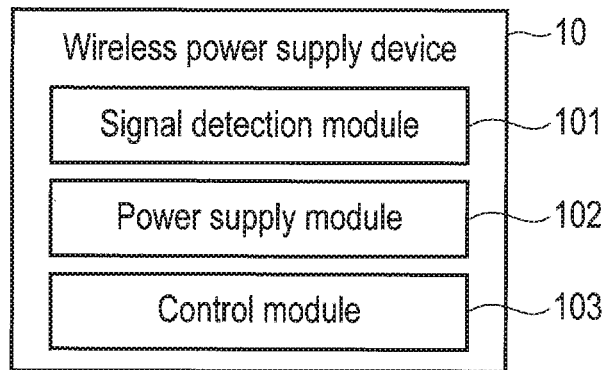 Wireless power supply device 10
Signal detection module 101
Power supply module 102
Control module 103